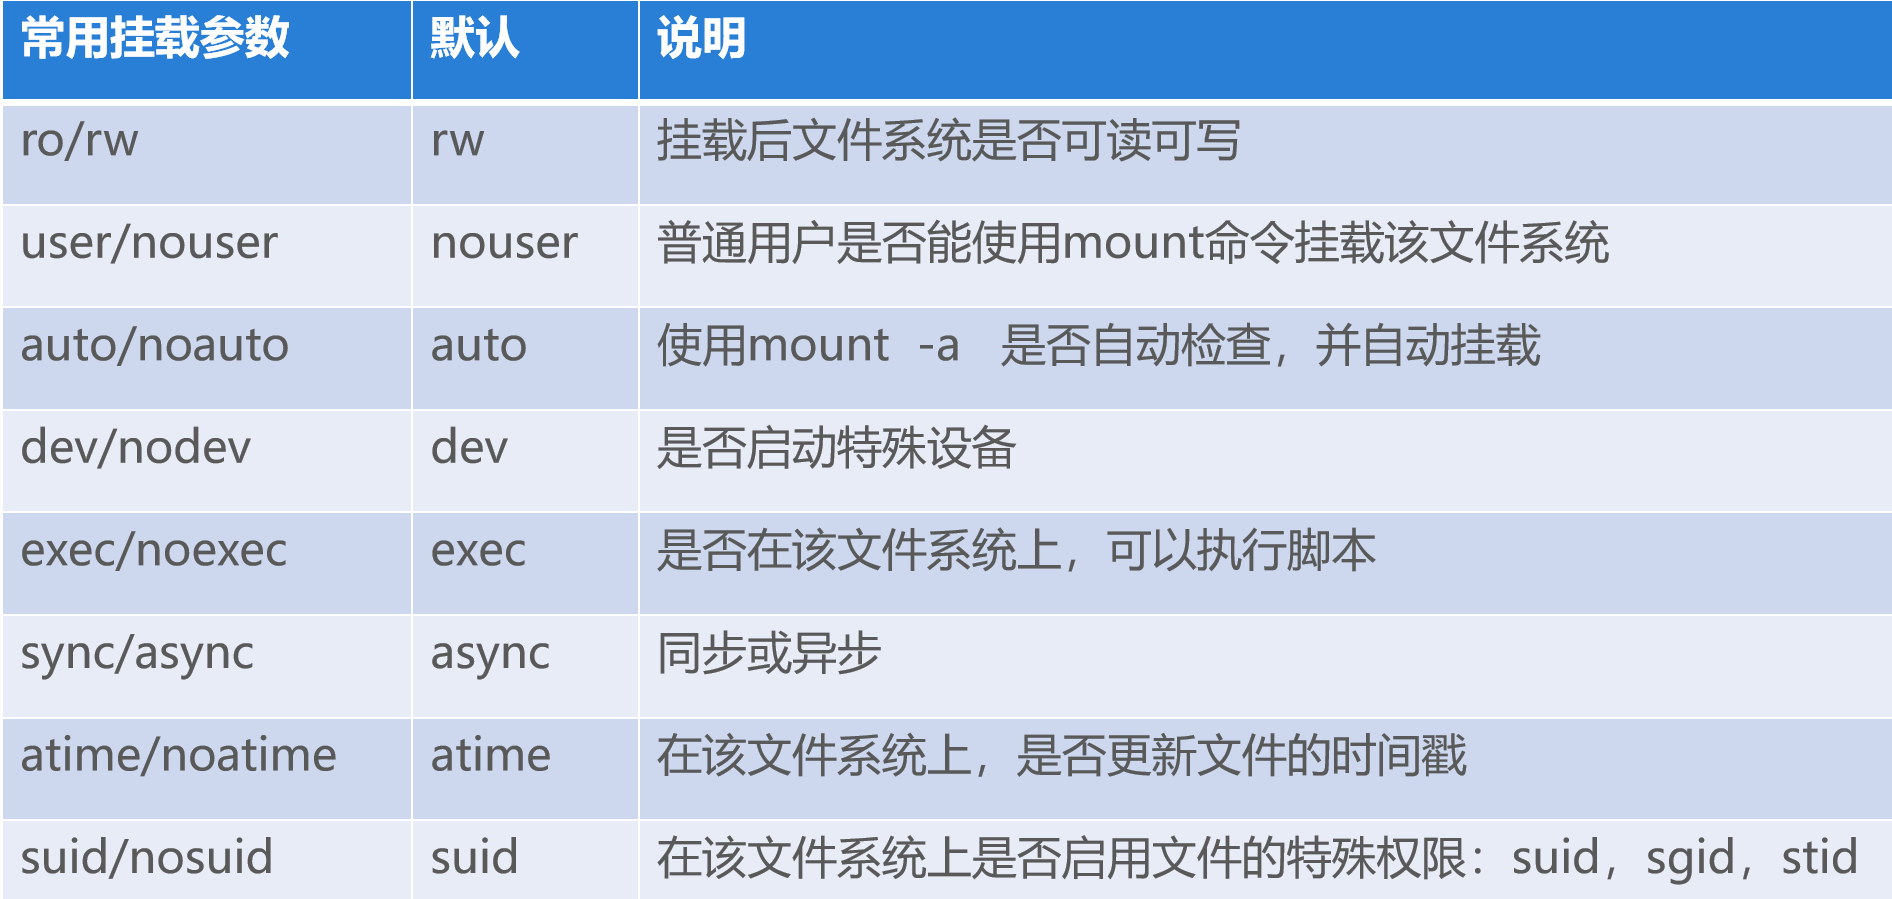 常用挂载参数 默认 说明
ro/rw rw 挂载后文件系统是否可读可写
user/nouser nouser 普通用户是否能使用mount命令挂载该文件系统
auto/noauto auto 使用mount -a 是否自动检查，并自动挂载
dev/nodev dev 是否启动特殊设备
exec/noexec exec 是否在该文件系统上，可以执行脚本
sync/async async 同步或异步
atime/noatime atime 在该文件系统上，是否更新文件的时间戳
suid/nosuid suid 在该文件系统上是否启用文件的特殊权限：suid，sgid，stid